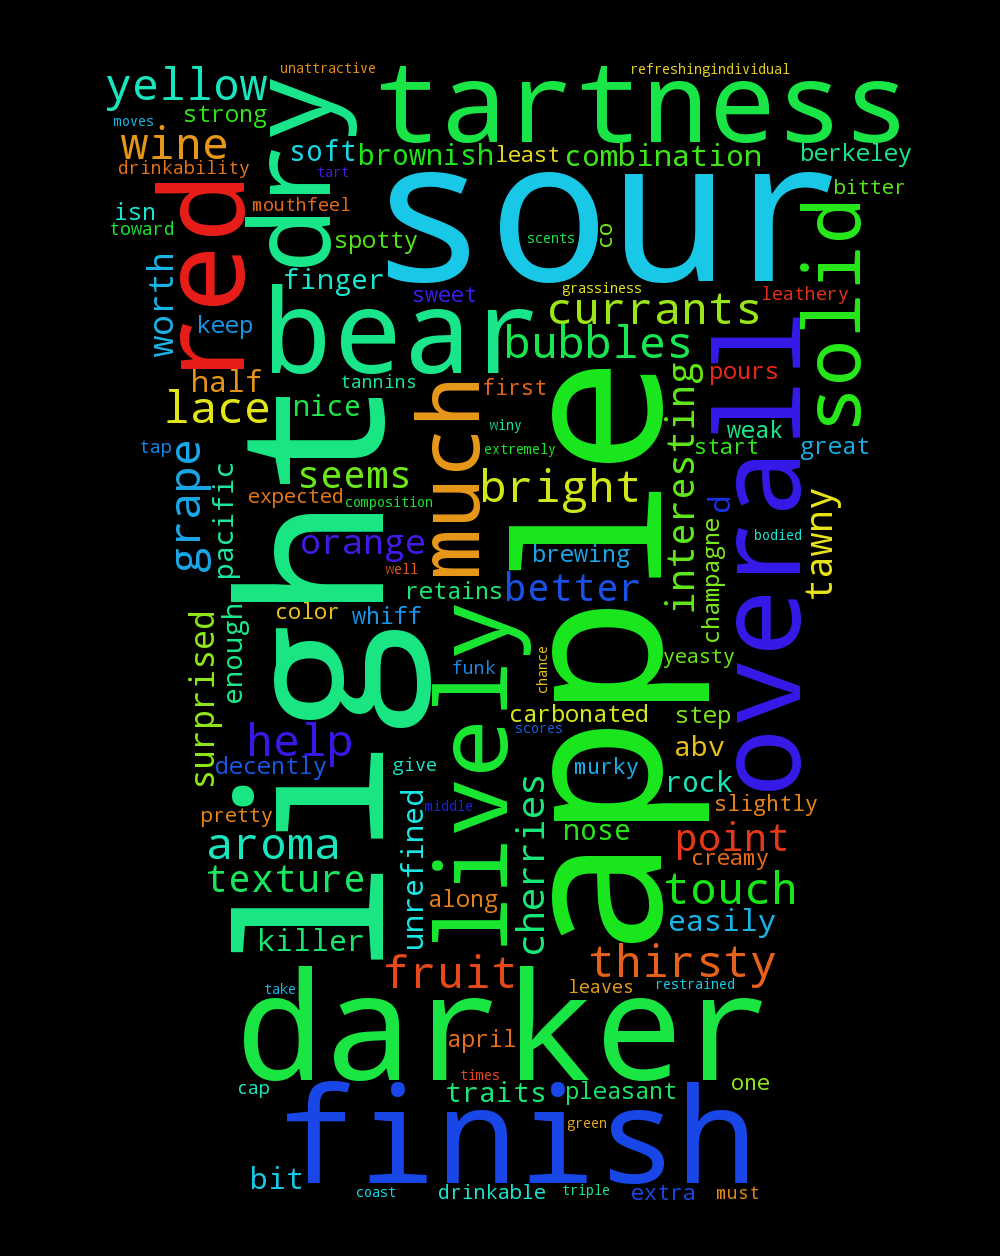 unattractive
refreshingindividual
yellow
dry
tartness
strong
moves
wine
soft
brownish
least
combination
berkeley
drinkability
tart
sour
bitter
red
mouthfeel
isn
toward
spotty
scents
co
solid
worth
finger
sweet
grassiness
leathery
keep
bear
currants
bubbles
overall
half
tannins
first
pours
lace
nice
much
apple
interesting
weak
light
winy
tap
grape
extremely
start
great
seems
bright
pacific
expected
composition
d
tawny
orange
champagne
bodied
well
brewing
retains
better
surprised
enough
color
whiff
lively
funk
chance
yeasty
carbonated
step
help
scores
abv
decently
give
murky
rock
pretty
middle
cherries
slightly
aroma
unrefined
nose
point
creamy
texture
along
touch
killer
easily
fruit
thirsty
take
leaves
restrained
darker
april
times
cap
traits
pleasant
one
finish
green
bit
coast
drinkable
triple
extra
must